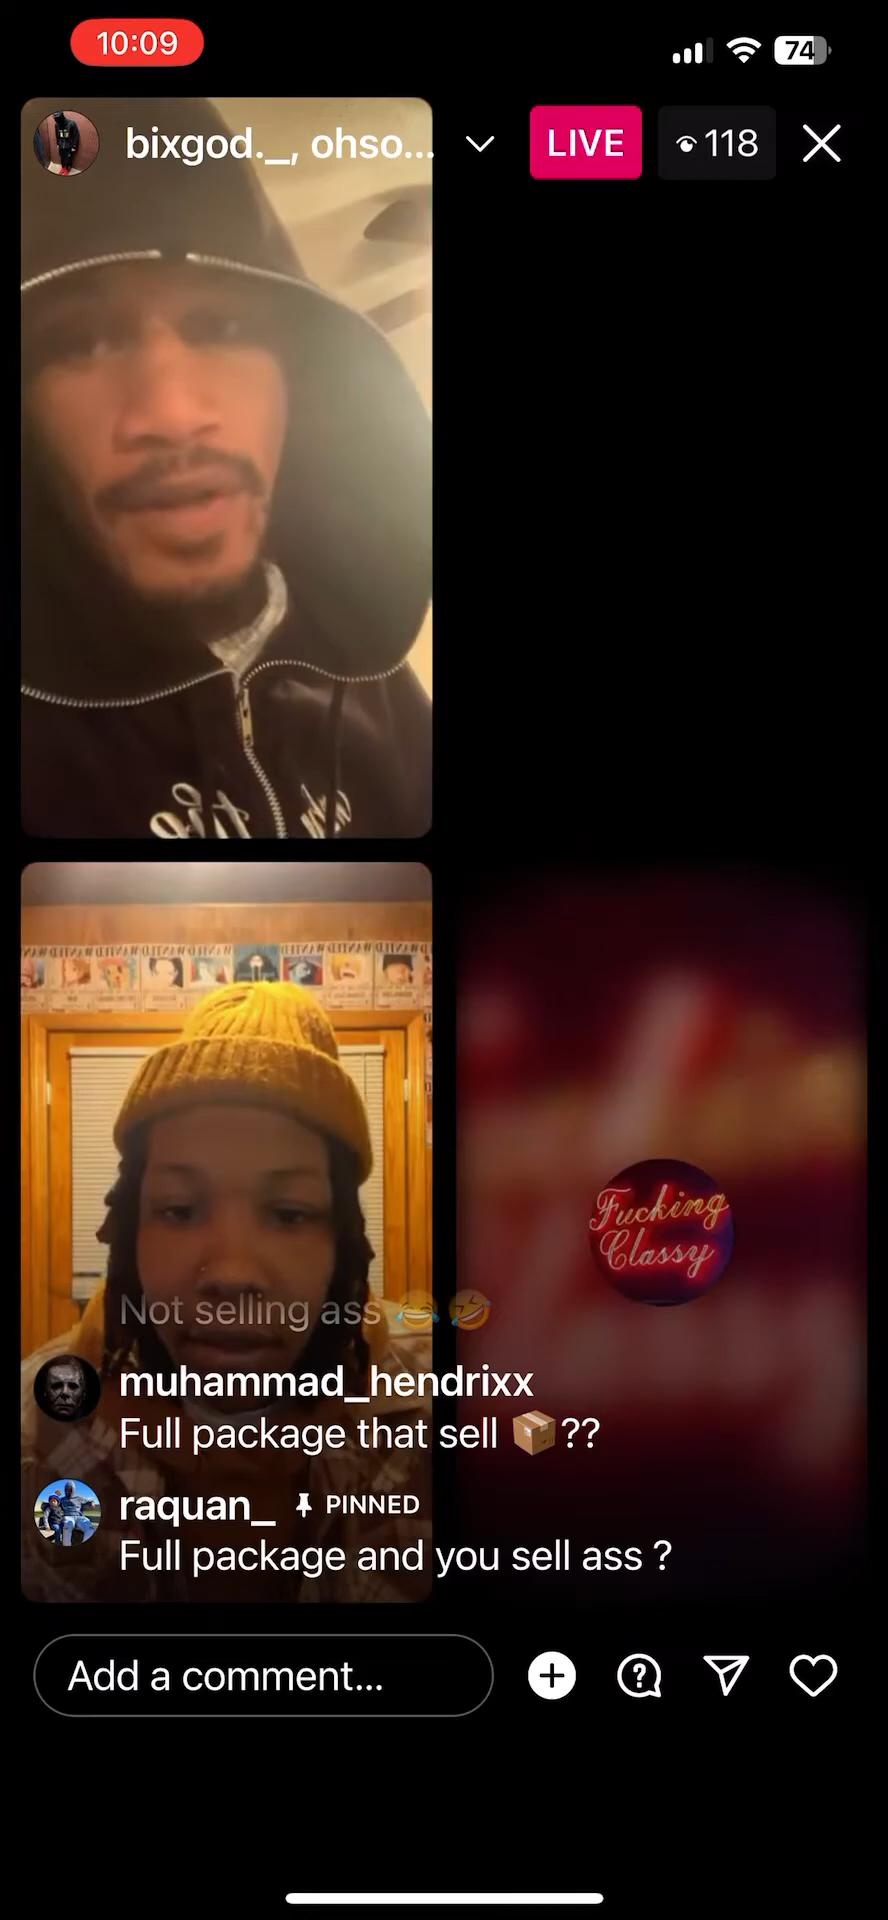 10:09
74
bixgod._, ohso...
LIVE
118
Fucking
Classy
Not selling ass 😂🤣
muhammad_hendrixx
Full package that sell 📦??
raquan_ PINNED
Full package and you sell ass ?
Add a comment...